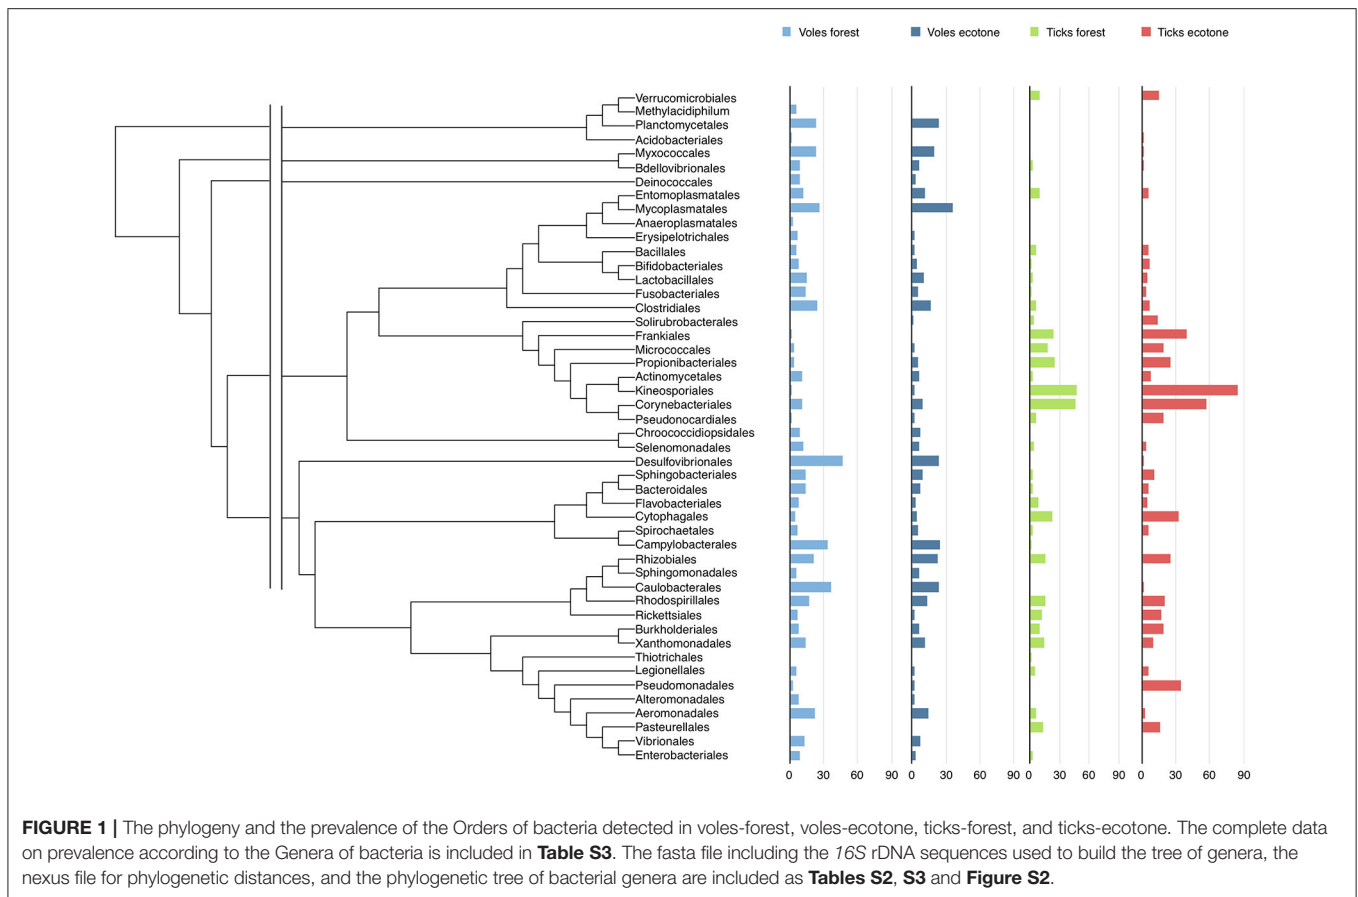 Voles forest
Voles ecotone
Ticks forest
Ticks ecotone
Verrucomicrobiales
Methylacidiphilum
Planctomycetales
Acidobacteriales
Myxococcales
Bdellovibrionales
Deinococcales
Entomoplasmatales
Mycoplasmatales
Anaeroplasmatales
Erysipelotrichales
Bacillales
Bifidobacteriales
Lactobacillales
Fusobacteriales
Clostridiales
Solirubrobacterales
Frankiales
Micrococcales
Propionibacteriales
Actinomycetales
Kineosporiales
Corynebacteriales
Pseudonocardiales
Chroococcidiopsidales
Selenomonadales
Desulfovibrionales
Sphingobacteriales
Bacteroidales
Flavobacteriales
Cytophagales
Spirochaetales
Campylobacterales
Rhizobiales
Sphingomonadales
Caulobacterales
Rhodospirillales
Rickettsiales
Burkholderiales
Xanthomonadales
Thiotrichales
Legionellales
Pseudomonadales
Alteromonadales
Aeromonadales
Pasteurellales
Vibrionales
Enterobacteriales
0 30 60 90
0 30 60 90
0 30 60 90
0 30 60 90
FIGURE 1 | The phylogeny and the prevalence of the Orders of bacteria detected in voles-forest, voles-ecotone, ticks-forest, and ticks-ecotone. The complete data
on prevalence according to the Genera of bacteria is included in Table S3. The fasta file including the 16S rDNA sequences used to build the tree of genera, the
nexus file for phylogenetic distances, and the phylogenetic tree of bacterial genera are included as Tables S2, S3 and Figure S2.